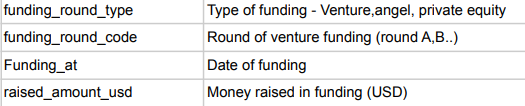 funding_round_type Type of funding - Venture,angel, private equity
funding_round_code Round of venture funding (round A,B..)
Funding_at Date of funding
raised_amount_usd Money raised in funding (USD)